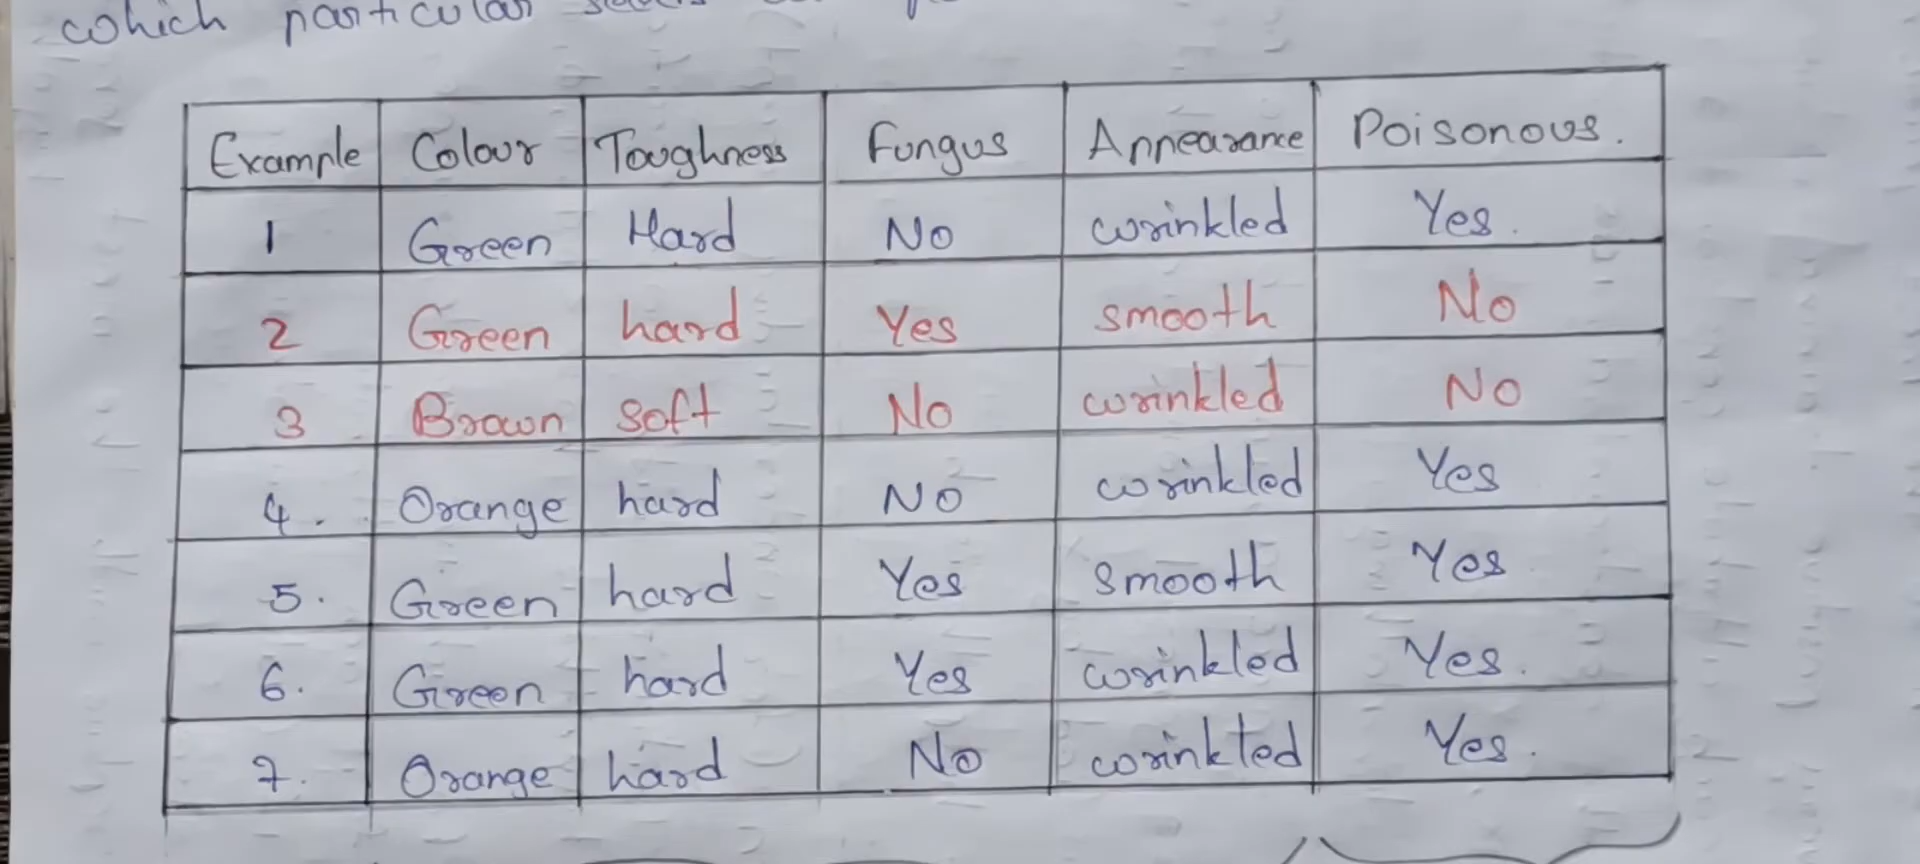 which particular
Example Colour Toughness Fungus Appearance Poisonous.
1 Green Hard No wrinkled Yes.
2 Green hard Yes smooth No
3 Brown soft No wrinkled No
4. Orange hard NO wrinkled Yes
5. Green hard Yes smooth Yes
6. Green hard Yes wrinkled Yes.
7. Orange hard No wrinkled Yes.